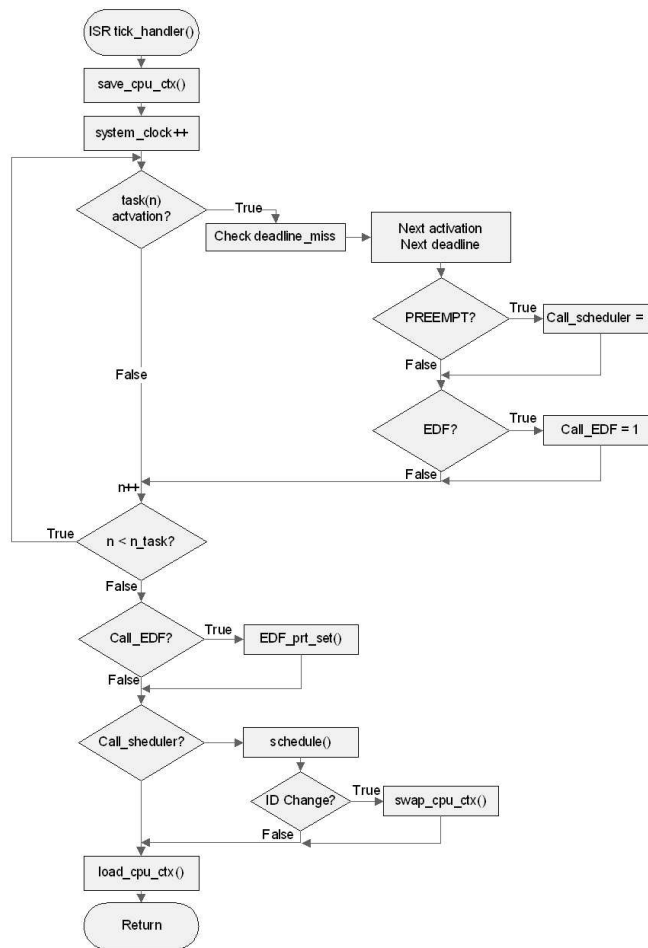 ISR tick_handler()
save_cpu_ctx()
system_clock++
task(n)
actvation?
True
Check deadline_miss
Next activation
Next deadline
PREEMPT?
True
Call_scheduler =
False
False
EDF?
True
Call_EDF = 1
False
n++
True
n < n_task?
False
Call_EDF?
True
EDF_prt_set()
False
Call_sheduler?
schedule()
ID Change?
True
swap_cpu_ctx()
False
load_cpu_ctx()
Return